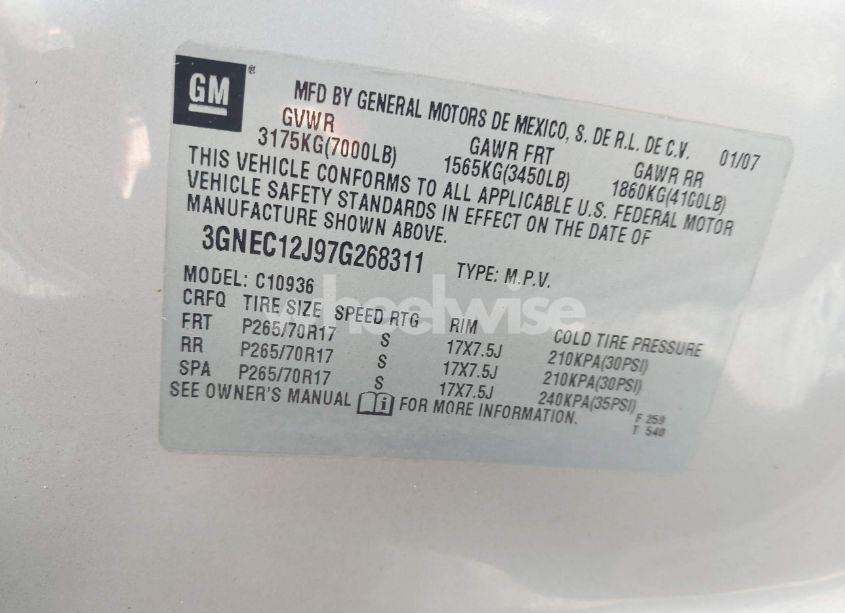 GM ®
MFD BY GENERAL MOTORS DE MEXICO, S. DE R.L. DE C.V. 01/07
GVWR GAWR FRT GAWR RR
3175KG(7000LB) 1565KG(3450LB) 1860KG(4100LB)
THIS VEHICLE CONFORMS TO ALL APPLICABLE U.S. FEDERAL MOTOR
VEHICLE SAFETY STANDARDS IN EFFECT ON THE DATE OF
MANUFACTURE SHOWN ABOVE.
3GNEC12J97G268311 TYPE: M.P.V.
MODEL: C10936
CRFQ TIRE SIZE SPEED RTG RIM COLD TIRE PRESSURE
FRT P265/70R17 S 17X7.5J 210KPA(30PSI)
RR P265/70R17 S 17X7.5J 210KPA(30PSI)
SPA P265/70R17 S 17X7.5J 240KPA(35PSI)
SEE OWNER'S MANUAL i FOR MORE INFORMATION.
F 259
T 540
wheelwise